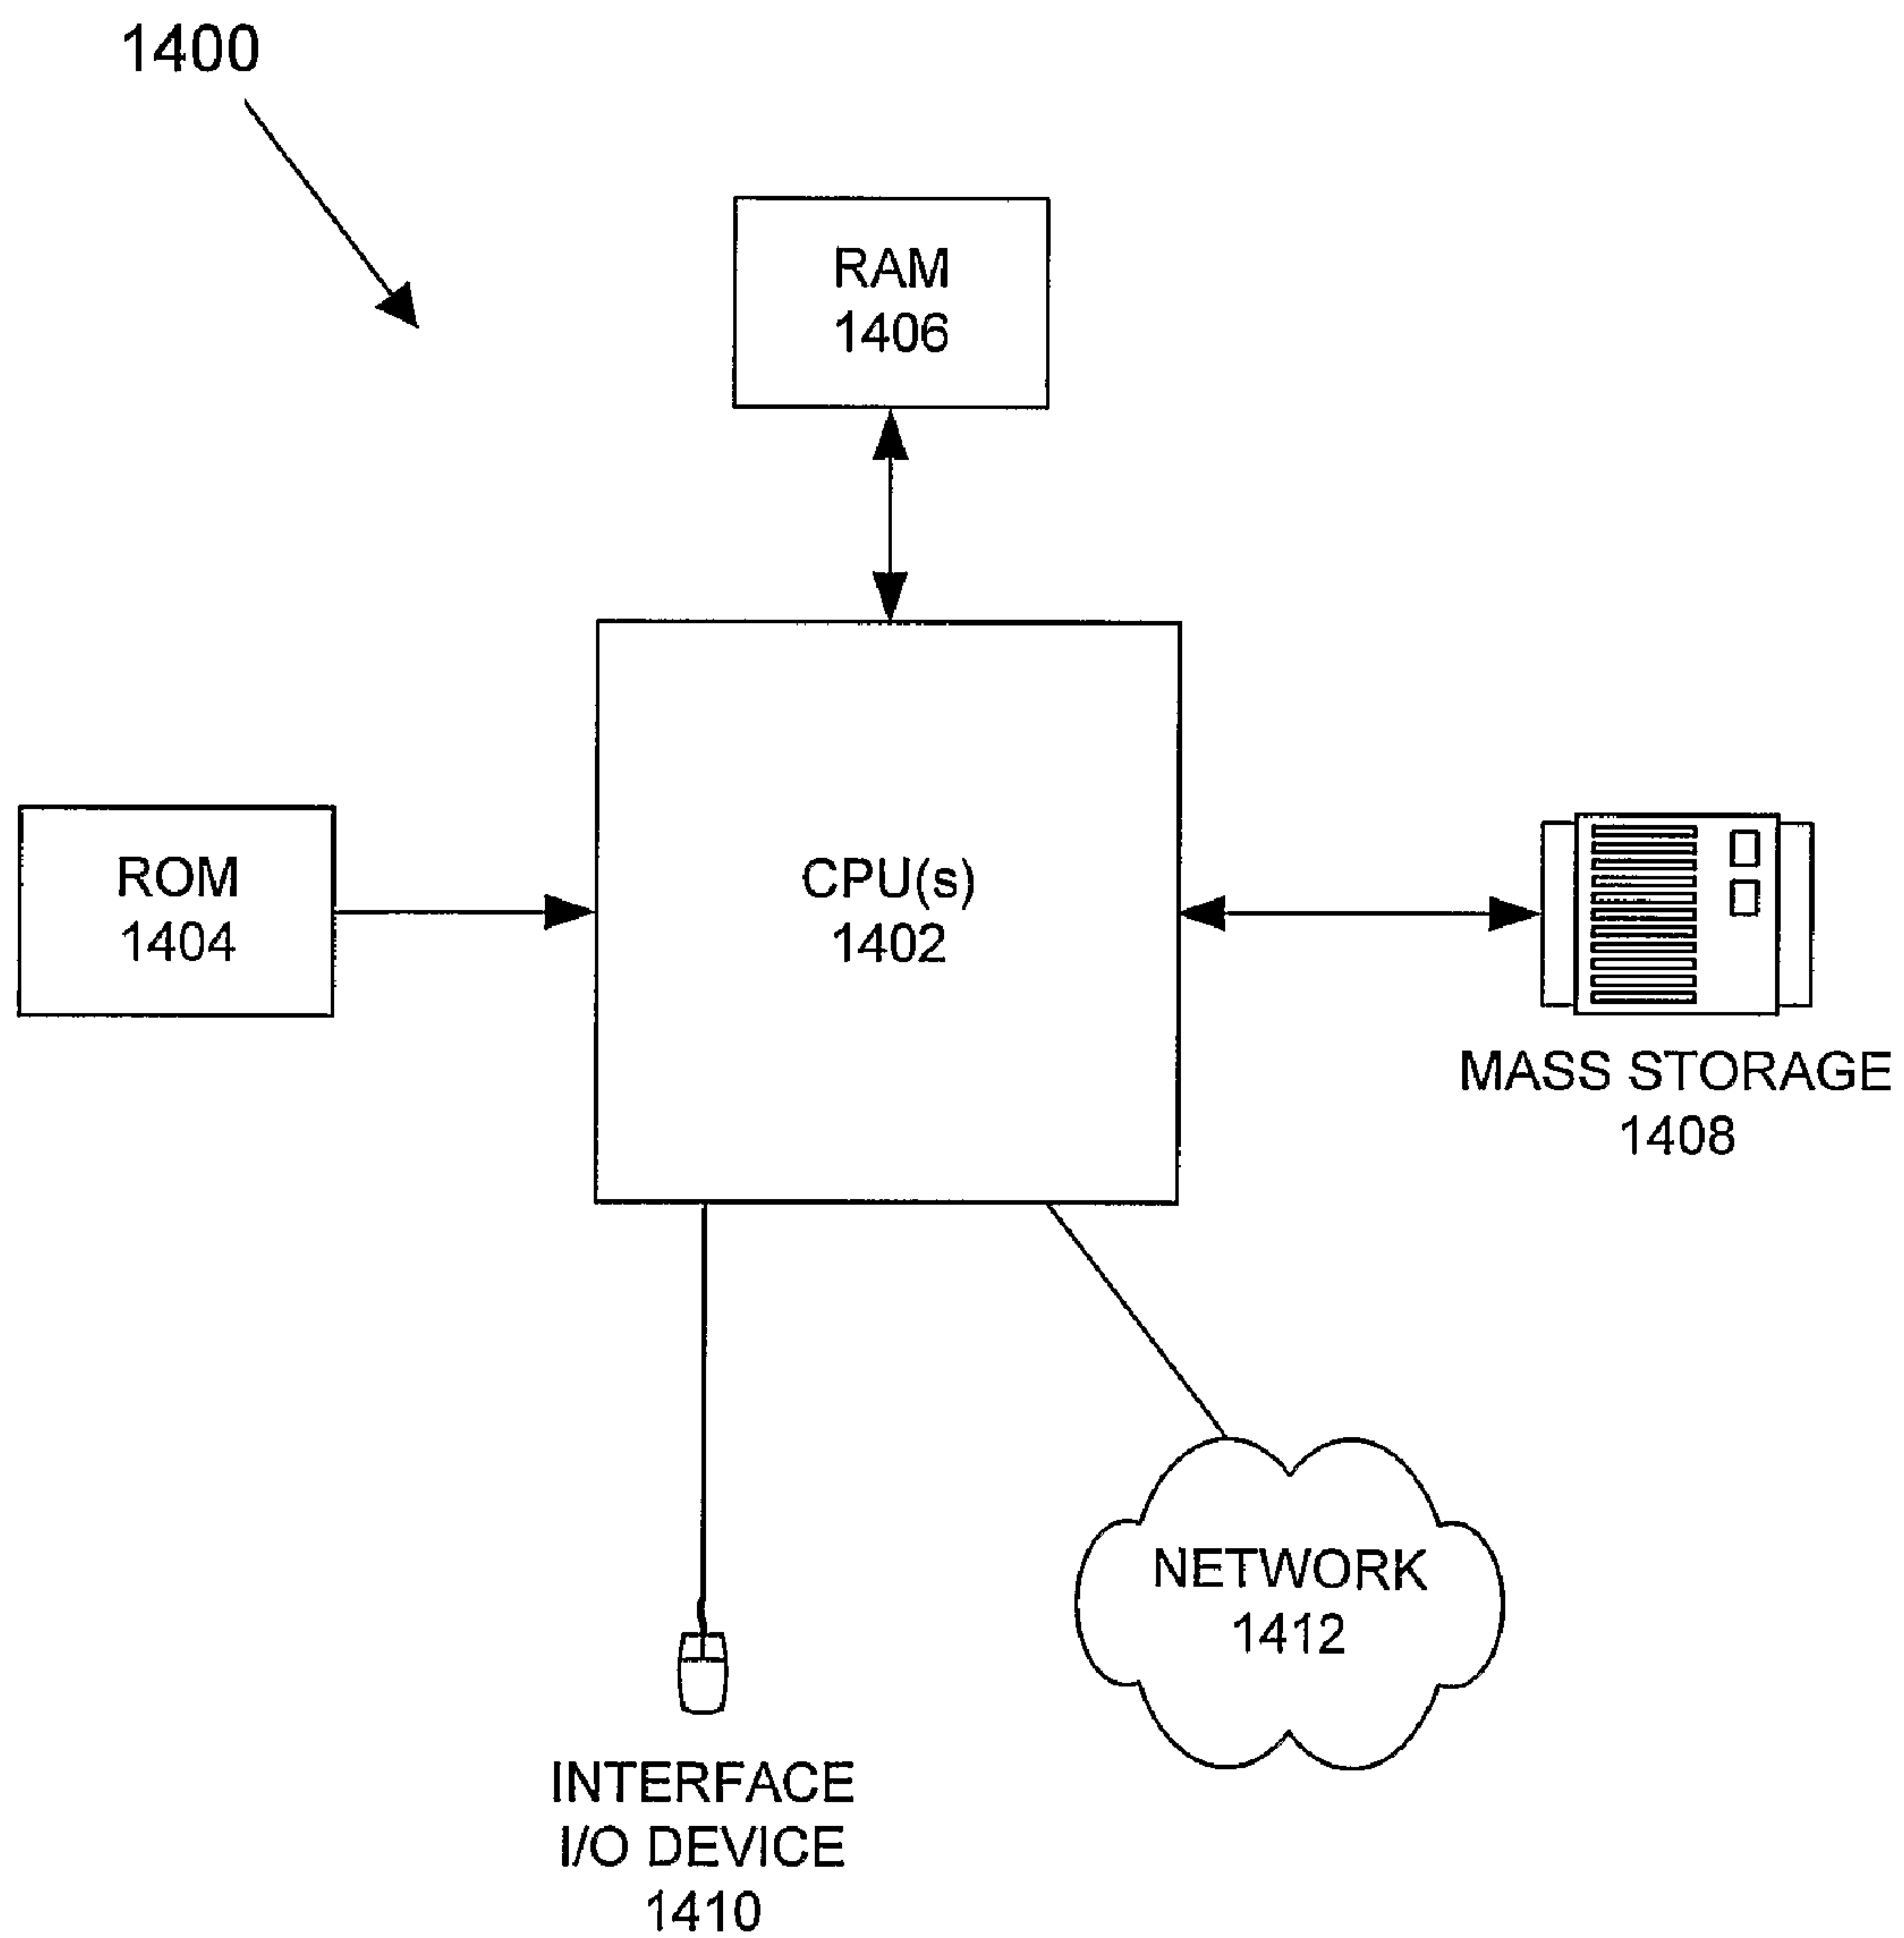 1400
RAM
1406
ROM
1404
CPU(s)
1402
MASS STORAGE
1408
NETWORK
1412
INTERFACE
I/O DEVICE
1410